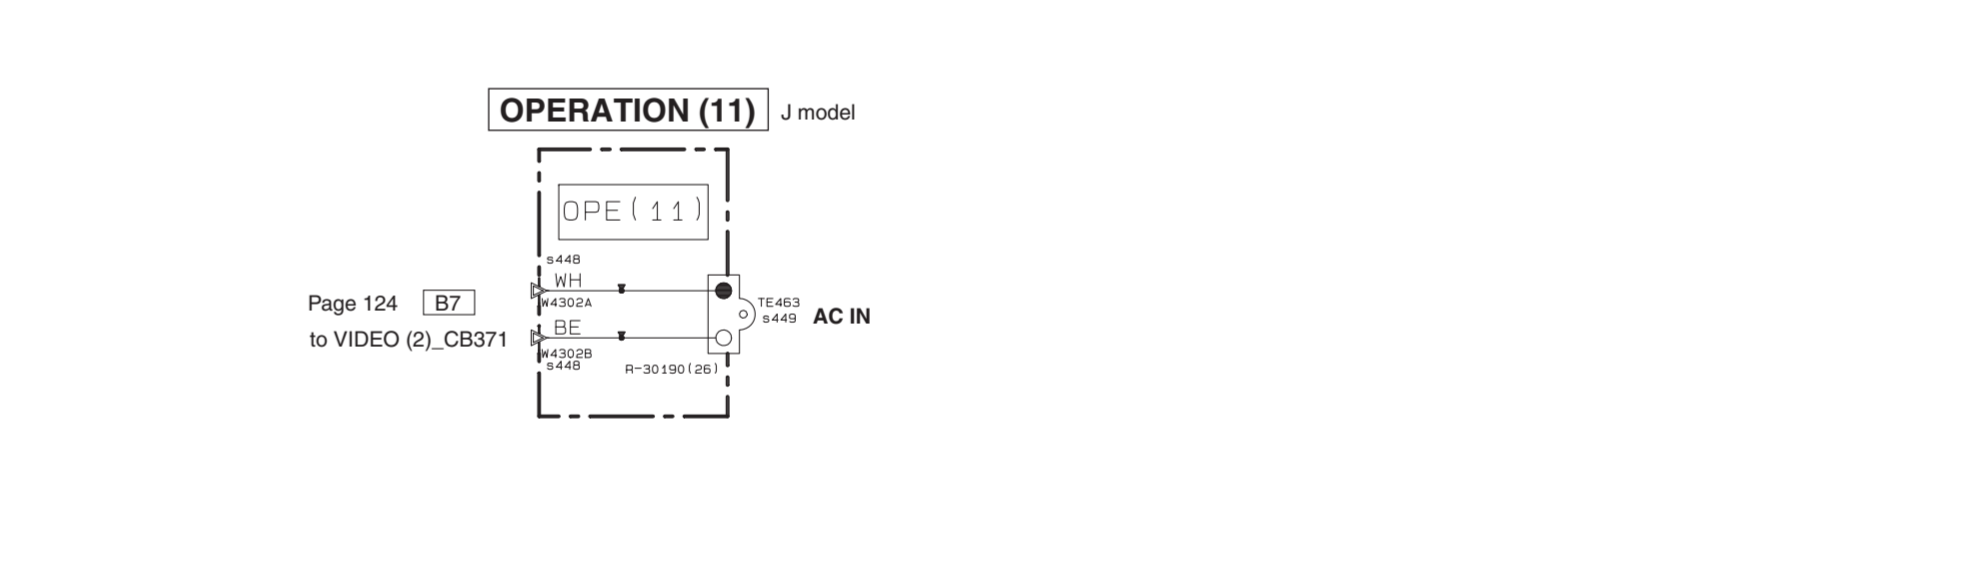 OPERATION (11) J model
OPE(11)
s448
WH
W4302A
Page 124 B7
to VIDEO (2)_CB371
BE
W4302B
s448
R-30190(26)
TE463
s449
AC IN